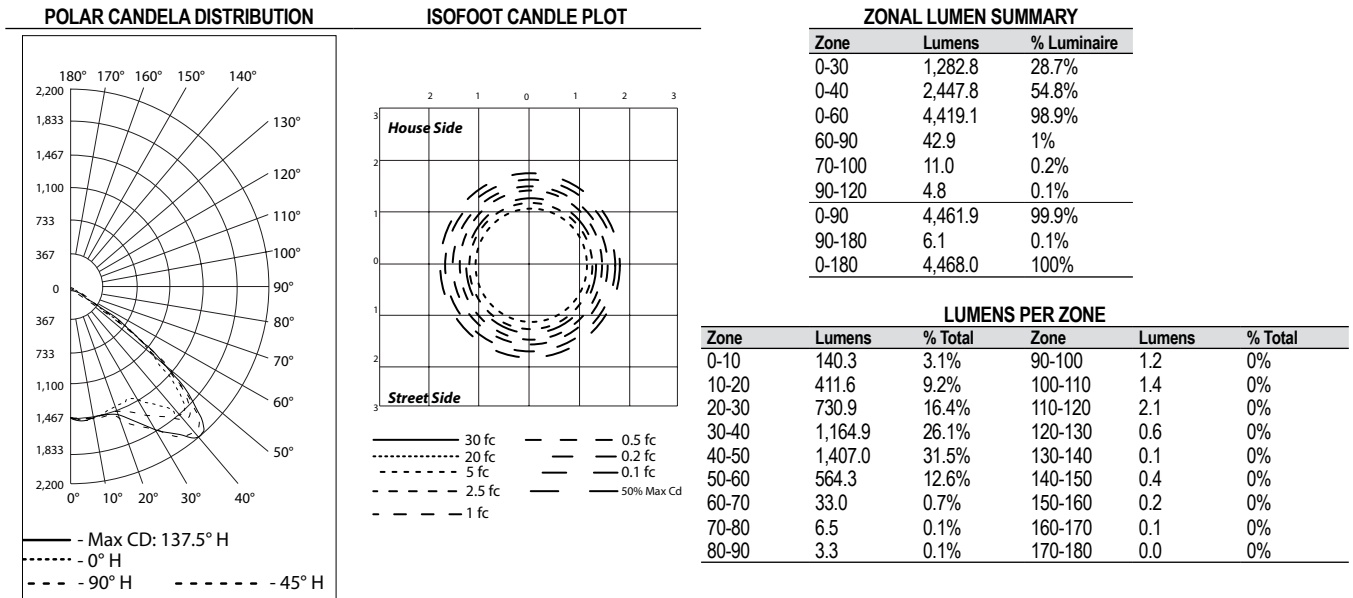 POLAR CANDELA DISTRIBUTION
180° 170° 160° 150° 140°
130°
120°
110°
100°
90°
80°
70°
60°
50°
0° 10° 20° 30° 40°
2,200
1,833
1,467
1,100
733
367
0
367
733
1,100
1,467
1,833
2,200
- Max CD: 137.5° H
- 0° H
- 90° H - 45° H
ISOFOOT CANDLE PLOT
2 1 0 1 2 3
3
House Side
2
1
0
1
2
Street Side
3
30 fc 0.5 fc
20 fc 0.2 fc
5 fc 0.1 fc
2.5 fc 50% Max Cd
1 fc
ZONAL LUMEN SUMMARY
Zone Lumens % Luminaire
0-30 1,282.8 28.7%
0-40 2,447.8 54.8%
0-60 4,419.1 98.9%
60-90 42.9 1%
70-100 11.0 0.2%
90-120 4.8 0.1%
0-90 4,461.9 99.9%
90-180 6.1 0.1%
0-180 4,468.0 100%
LUMENS PER ZONE
Zone Lumens % Total Zone Lumens % Total
0-10 140.3 3.1% 90-100 1.2 0%
10-20 411.6 9.2% 100-110 1.4 0%
20-30 730.9 16.4% 110-120 2.1 0%
30-40 1,164.9 26.1% 120-130 0.6 0%
40-50 1,407.0 31.5% 130-140 0.1 0%
50-60 564.3 12.6% 140-150 0.4 0%
60-70 33.0 0.7% 150-160 0.2 0%
70-80 6.5 0.1% 160-170 0.1 0%
80-90 3.3 0.1% 170-180 0.0 0%